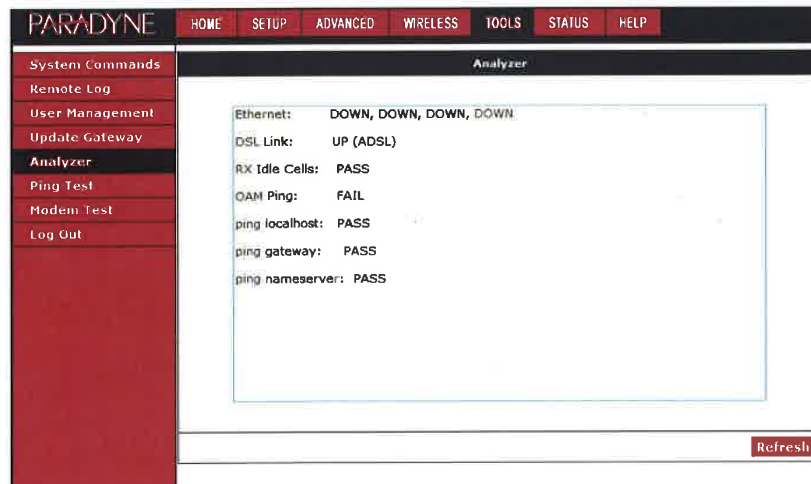 PARADYNE
HOME SETUP ADVANCED WIRELESS TOOLS STATUS HELP
System Commands
Remote Log
User Management
Update Gateway
Analyzer
Ping Test
Modem Test
Log Out
Analyzer
Ethernet: DOWN, DOWN, DOWN, DOWN
DSL Link: UP (ADSL)
RX Idle Cells: PASS
OAM Ping: FAIL
ping localhost: PASS
ping gateway: PASS
ping nameserver: PASS
Refresh